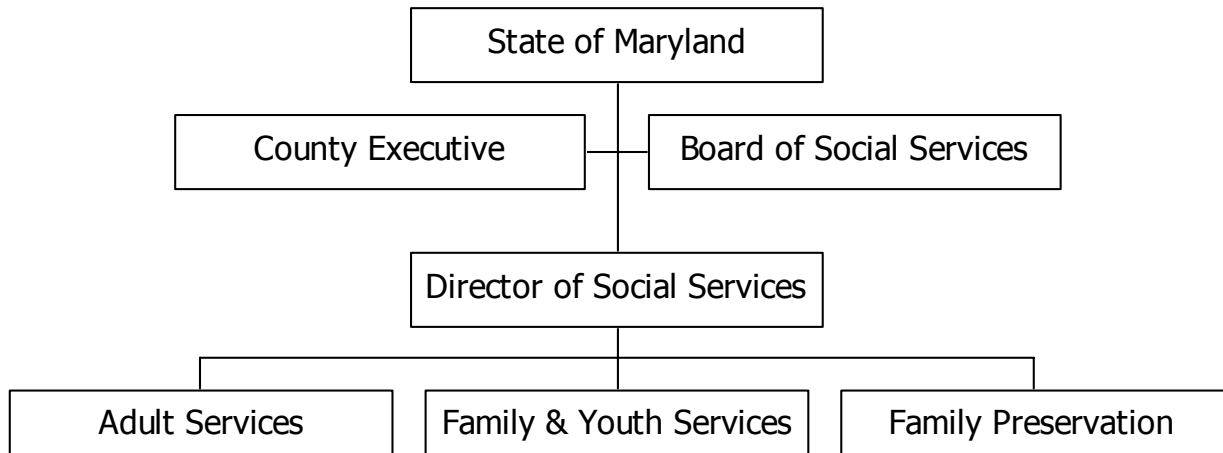 State of Maryland
County Executive
Board of Social Services
Director of Social Services
Adult Services
Family & Youth Services
Family Preservation